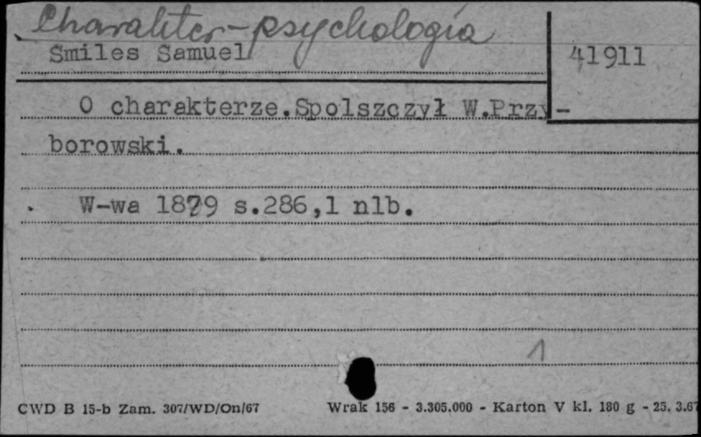 Charakter - psychologia
Smiles Samuel
41911
O charakterze.Spolszczył W.Przy-
borowski.
W-wa 1879 s.286,1 nlb.
1
CWD B 15-b Zam. 307/WD/On/67
Wrak 156 - 3.305.000 - Karton V kl. 180 g - 25. 3.67